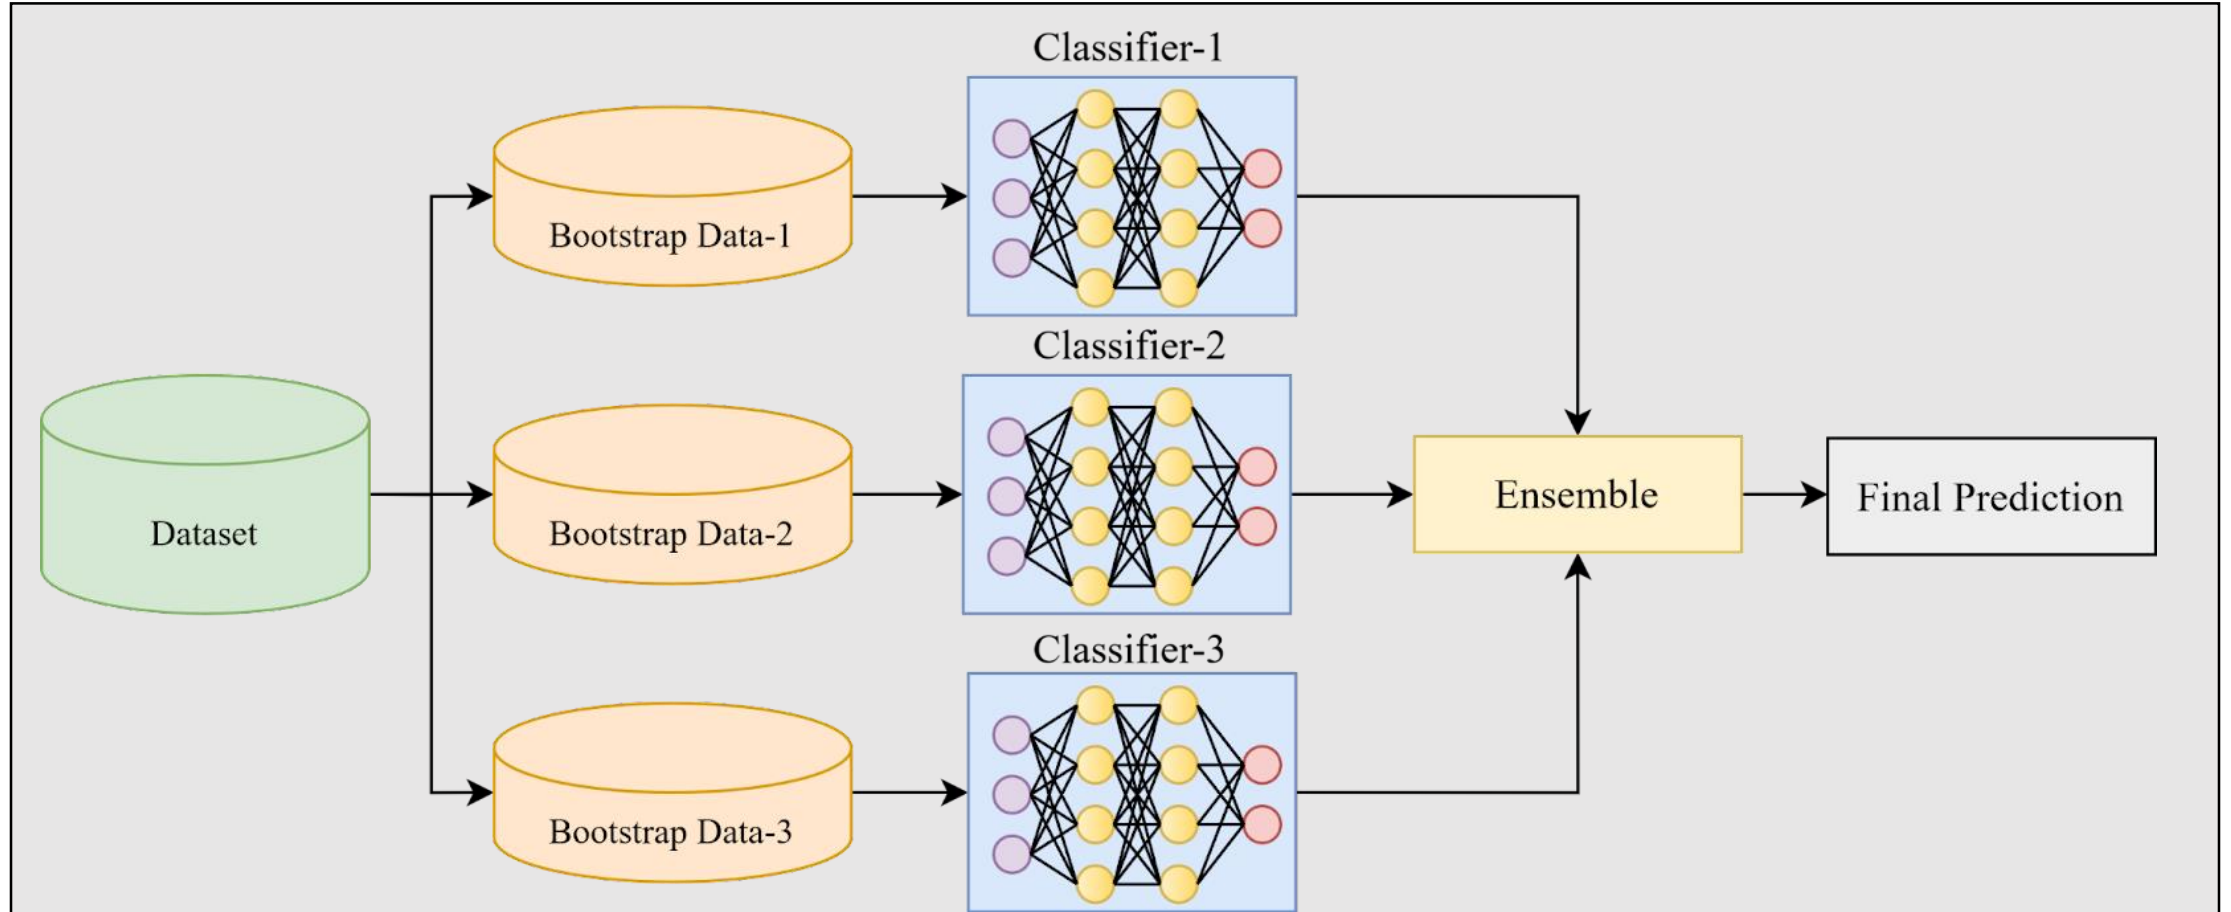 Classifier-1
Bootstrap Data-1
Classifier-2
Dataset
Bootstrap Data-2
Ensemble
Final Prediction
Classifier-3
Bootstrap Data-3